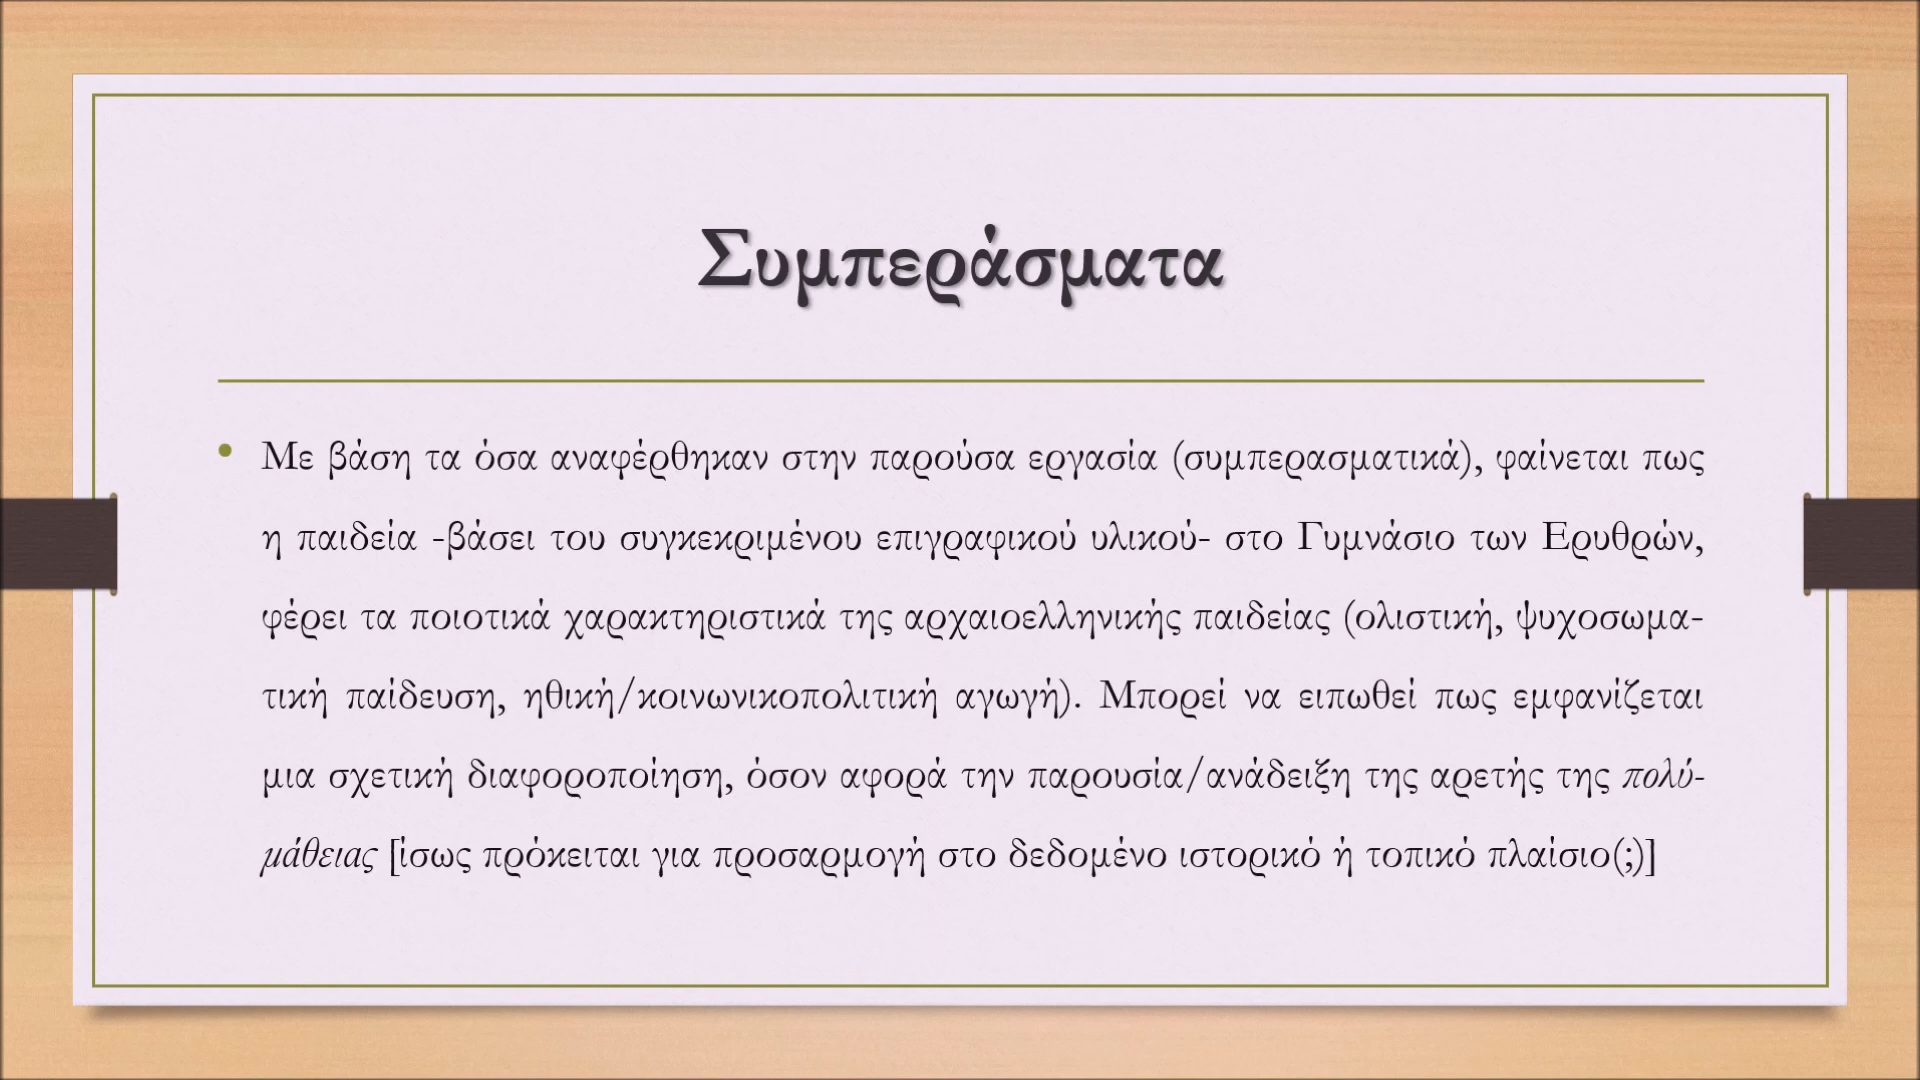 Συμπεράσματα
• Με βάση τα όσα αναφέρθηκαν στην παρούσα εργασία (συμπερασματικά), φαίνεται πως
η παιδεία -βάσει του συγκεκριμένου επιγραφικού υλικού- στο Γυμνάσιο των Ερυθρών,
φέρει τα ποιοτικά χαρακτηριστικά της αρχαιοελληνικής παιδείας (ολιστική, ψυχοσωμα-
τική παίδευση, ηθική/κοινωνικοπολιτική αγωγή). Μπορεί να ειπωθεί πως εμφανίζεται
μια σχετική διαφοροποίηση, όσον αφορά την παρουσία/ανάδειξη της αρετής της πολύ-
μάθειας [ίσως πρόκειται για προσαρμογή στο δεδομένο ιστορικό ή τοπικό πλαίσιο(;)]